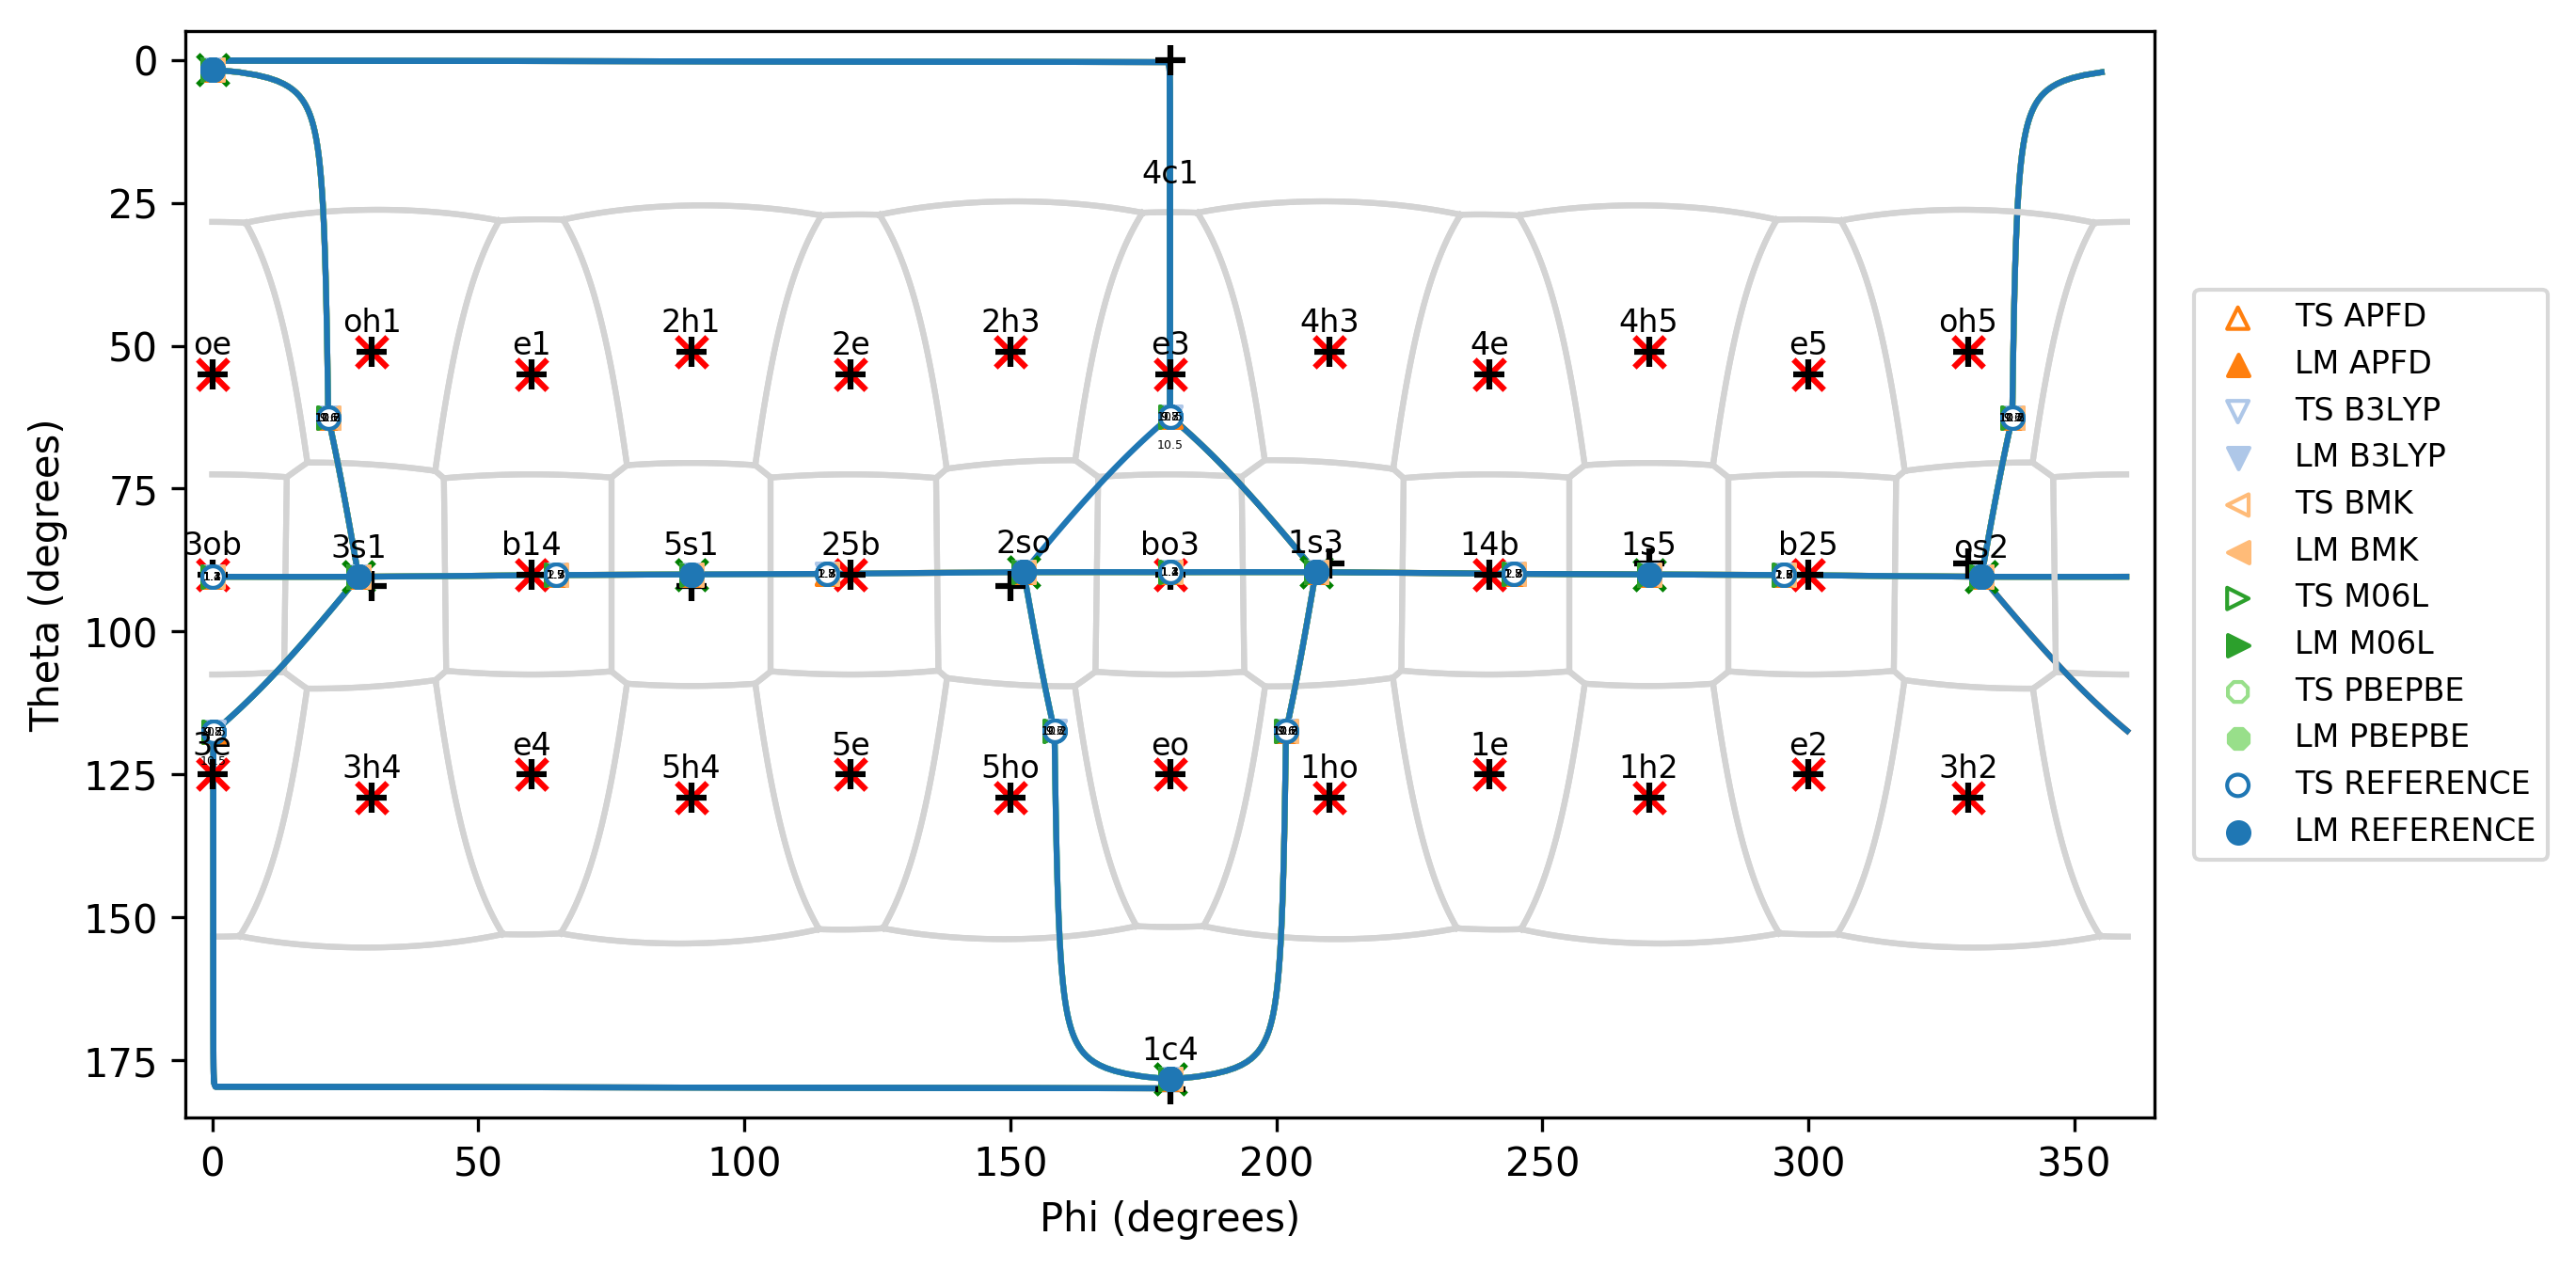 0
25
50
75
100
125
150
175
Theta (degrees)
4c1
oe
oh1
e1
2h1
2e
2h3
e3
4h3
4e
4h5
e5
oh5
10.5
3ob
3s1
b14
5s1
25b
2so
bo3
1s3
14b
1s5
b25
os2
3e
10.5
3h4
e4
5h4
5e
5ho
eo
1ho
1e
1h2
e2
3h2
1c4
0
50
100
150
200
250
300
350
Phi (degrees)
TS APFD
LM APFD
TS B3LYP
LM B3LYP
TS BMK
LM BMK
TS M06L
LM M06L
TS PBEPBE
LM PBEPBE
TS REFERENCE
LM REFERENCE